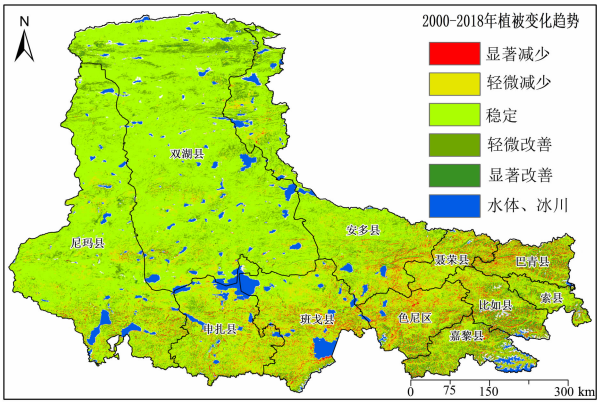 N
2000-2018年植被变化趋势
显著减少
轻微减少
稳定
轻微改善
显著改善
水体、冰川
双湖县
尼玛县
安多县
聂荣县
巴青县
申扎县
班戈县
色尼区
比如县
索县
嘉黎县
0 75 150 300 km